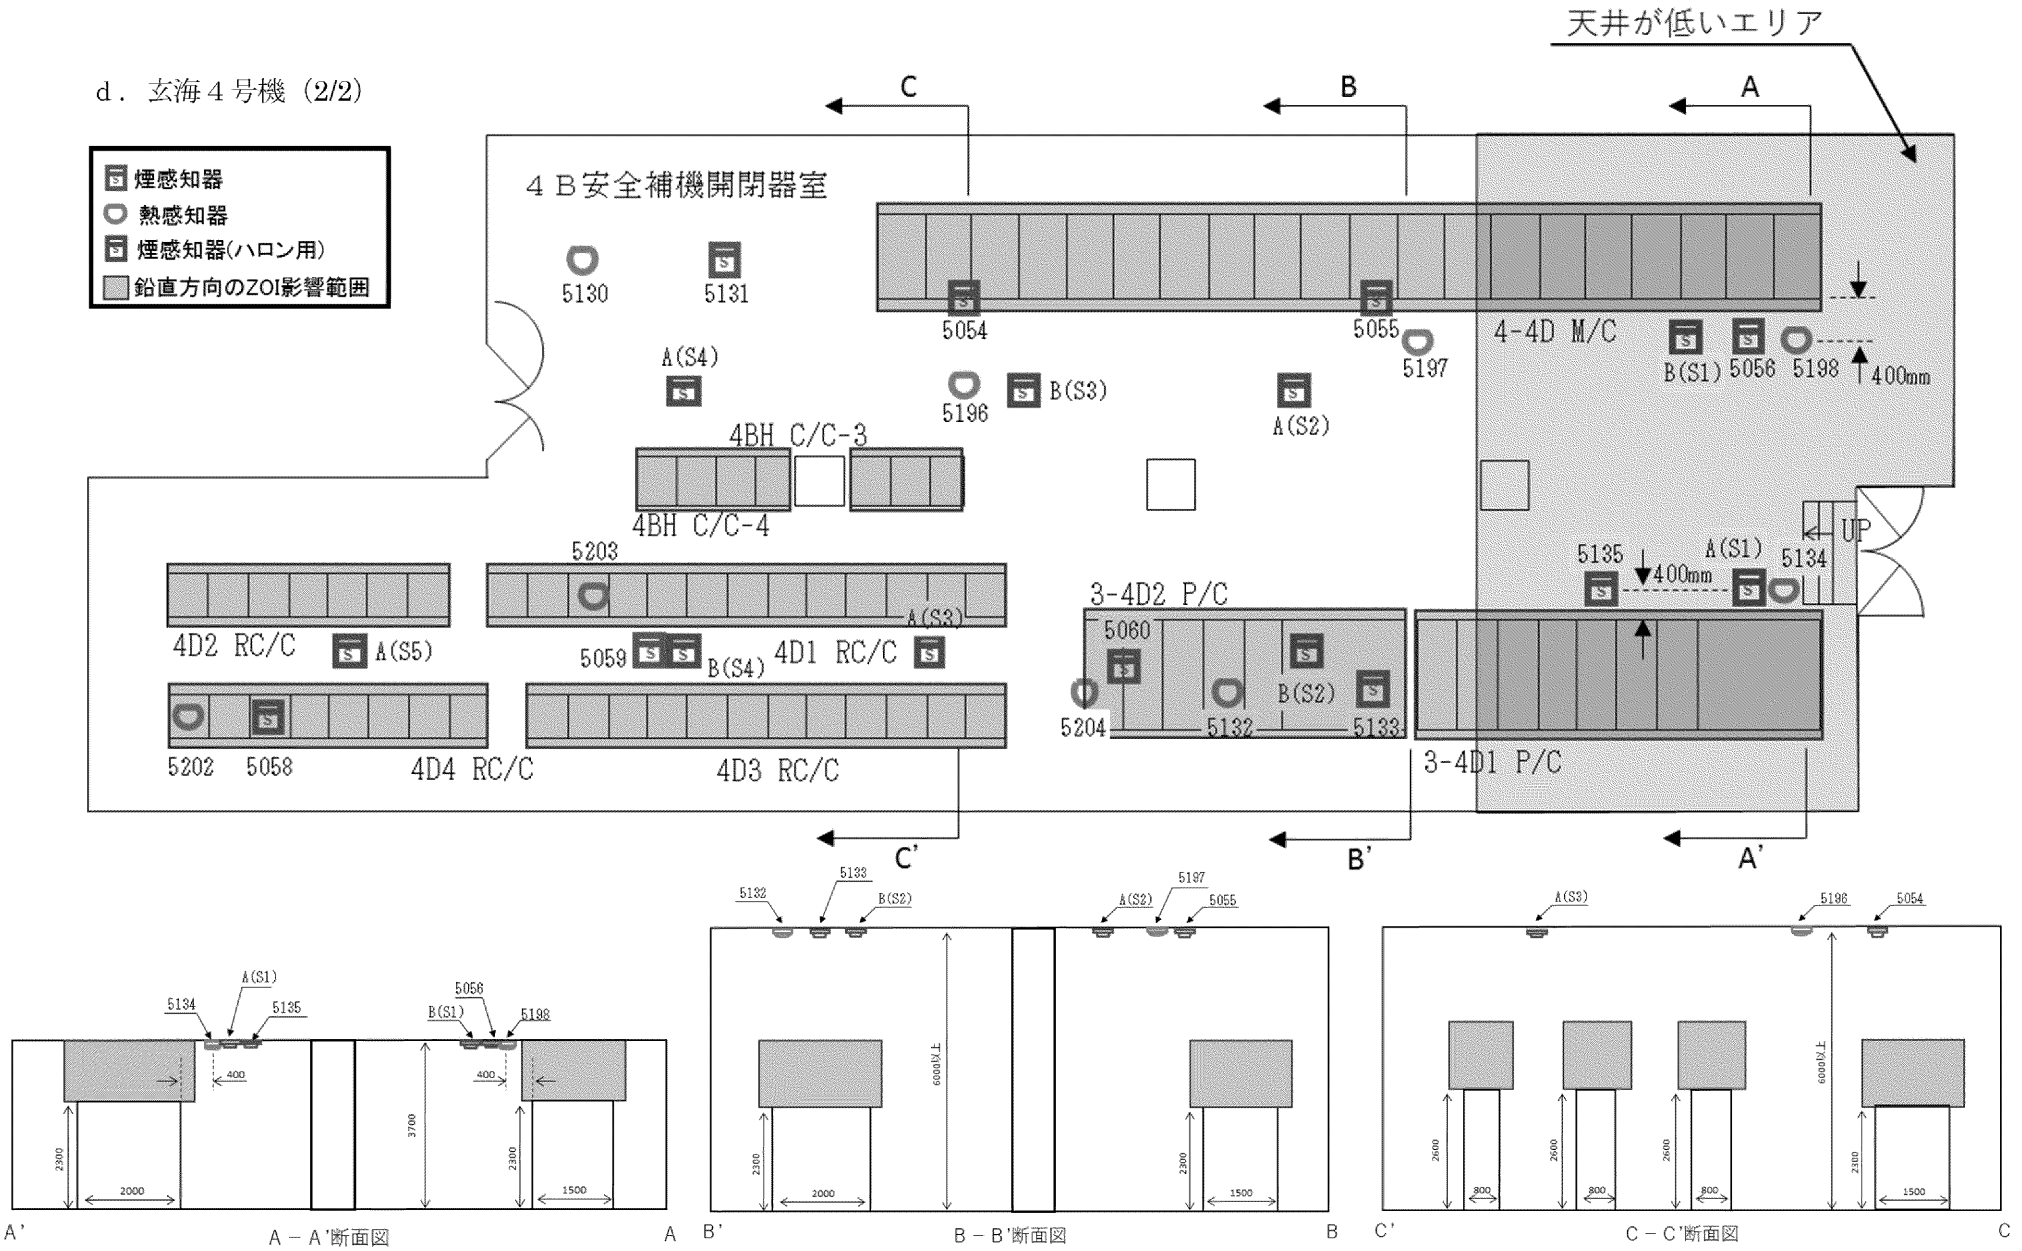 天井が低いエリア
d．玄海４号機（2/2）
C
B
A
S 煙感知器
熱感知器
S 煙感知器(ハロン用)
鉛直方向のZOI影響範囲
４Ｂ安全補機開閉器室
5130
S
5131
S
5054
S
5055
5197
4-4D M/C
S
B(S1)
S
5056
5198
400mm
A(S4)
S
5196
S
B(S3)
S
A(S2)
4BH C/C-3
4BH C/C-4
UP
5203
5135
S
400mm
A(S1)
S
5134
4D2 RC/C
S
A(S5)
5059
S
S
B(S4)
4D1 RC/C
A(S3)
S
3-4D2 P/C
5060
S
S
B(S2)
5204
5132
S
5133
5202
S
5058
4D4 RC/C
4D3 RC/C
3-4D1 P/C
C’
B’
A’
5134
A(S1)
5135
5056
B(S1)
5198
400
400
2300
2000
3700
2300
1500
A’
A－A’断面図
A
5132
5133
B(S2)
A(S2)
5197
5055
6000以上
2300
2000
2300
1500
B’
B－B’断面図
B
A(S3)
5196
5054
6000以上
2600
800
2600
800
2600
800
2300
1500
C’
C－C’断面図
C